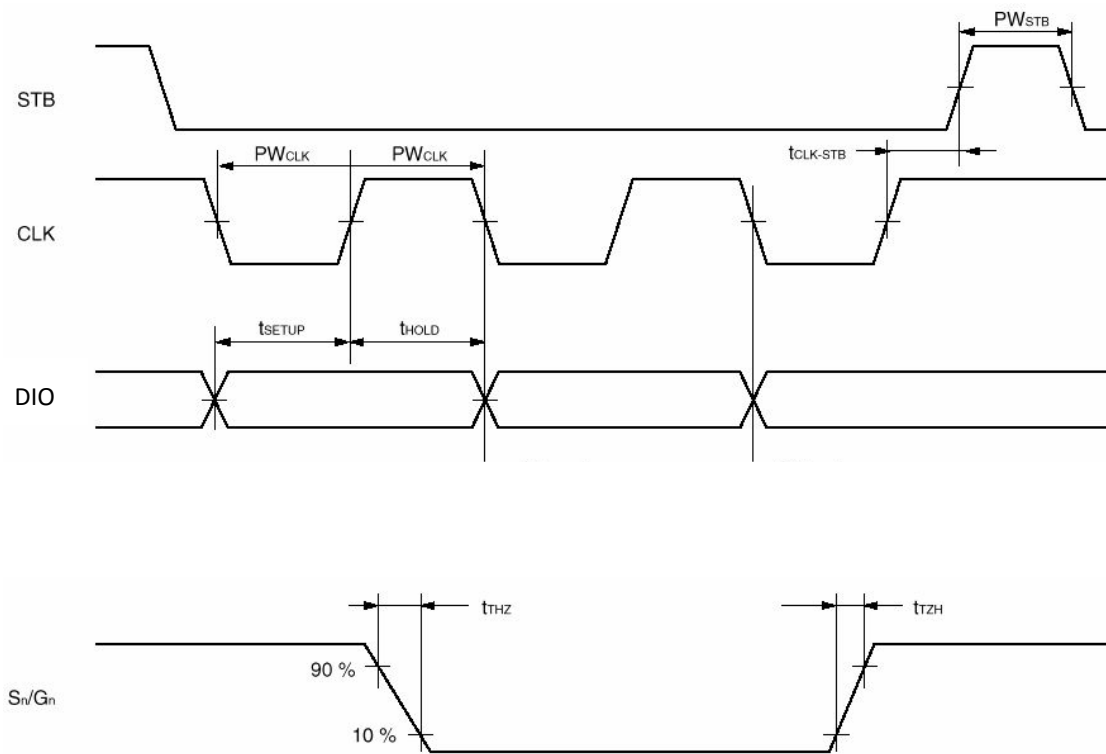 PWSTB
STB
PWCLK PWCLK
tCLK-STB
CLK
tSETUP tHOLD
DIO
tTHZ tTZH
90 %
Sn/Gn
10 %